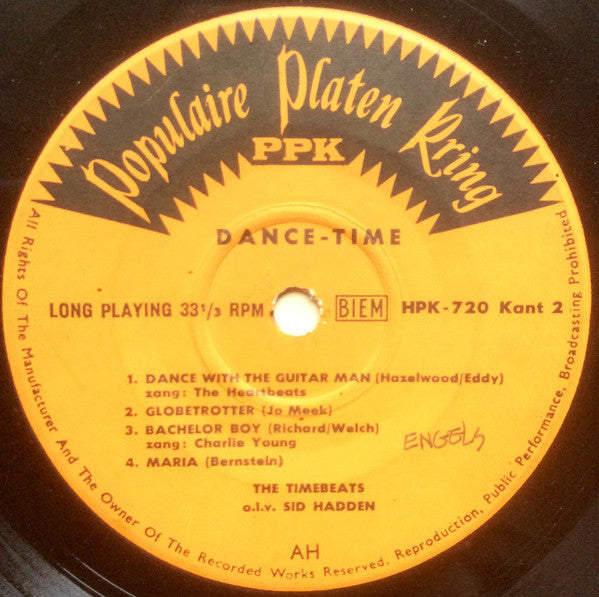 Populaire Platen Kring
PPK
DANCE-TIME
LONG PLAYING 33 1/3 RPM BIEM HPK-720 Kant 2
1. DANCE WITH THE GUITAR MAN (Hazelwood/Eddy)
zang: The Heartbeats
2. GLOBETROTTER (Jo Meek)
3. BACHELOR BOY (Richard/Welch)
zang: Charlie Young
4. MARIA (Bernstein)
ENGELS
THE TIMEBEATS
o.l.v. SID HADDEN
AH
All Rights Of The Manufacturer And The Owner Of The Recorded Works Reserved. Reproduction, Public Performance, Broadcasting Prohibited